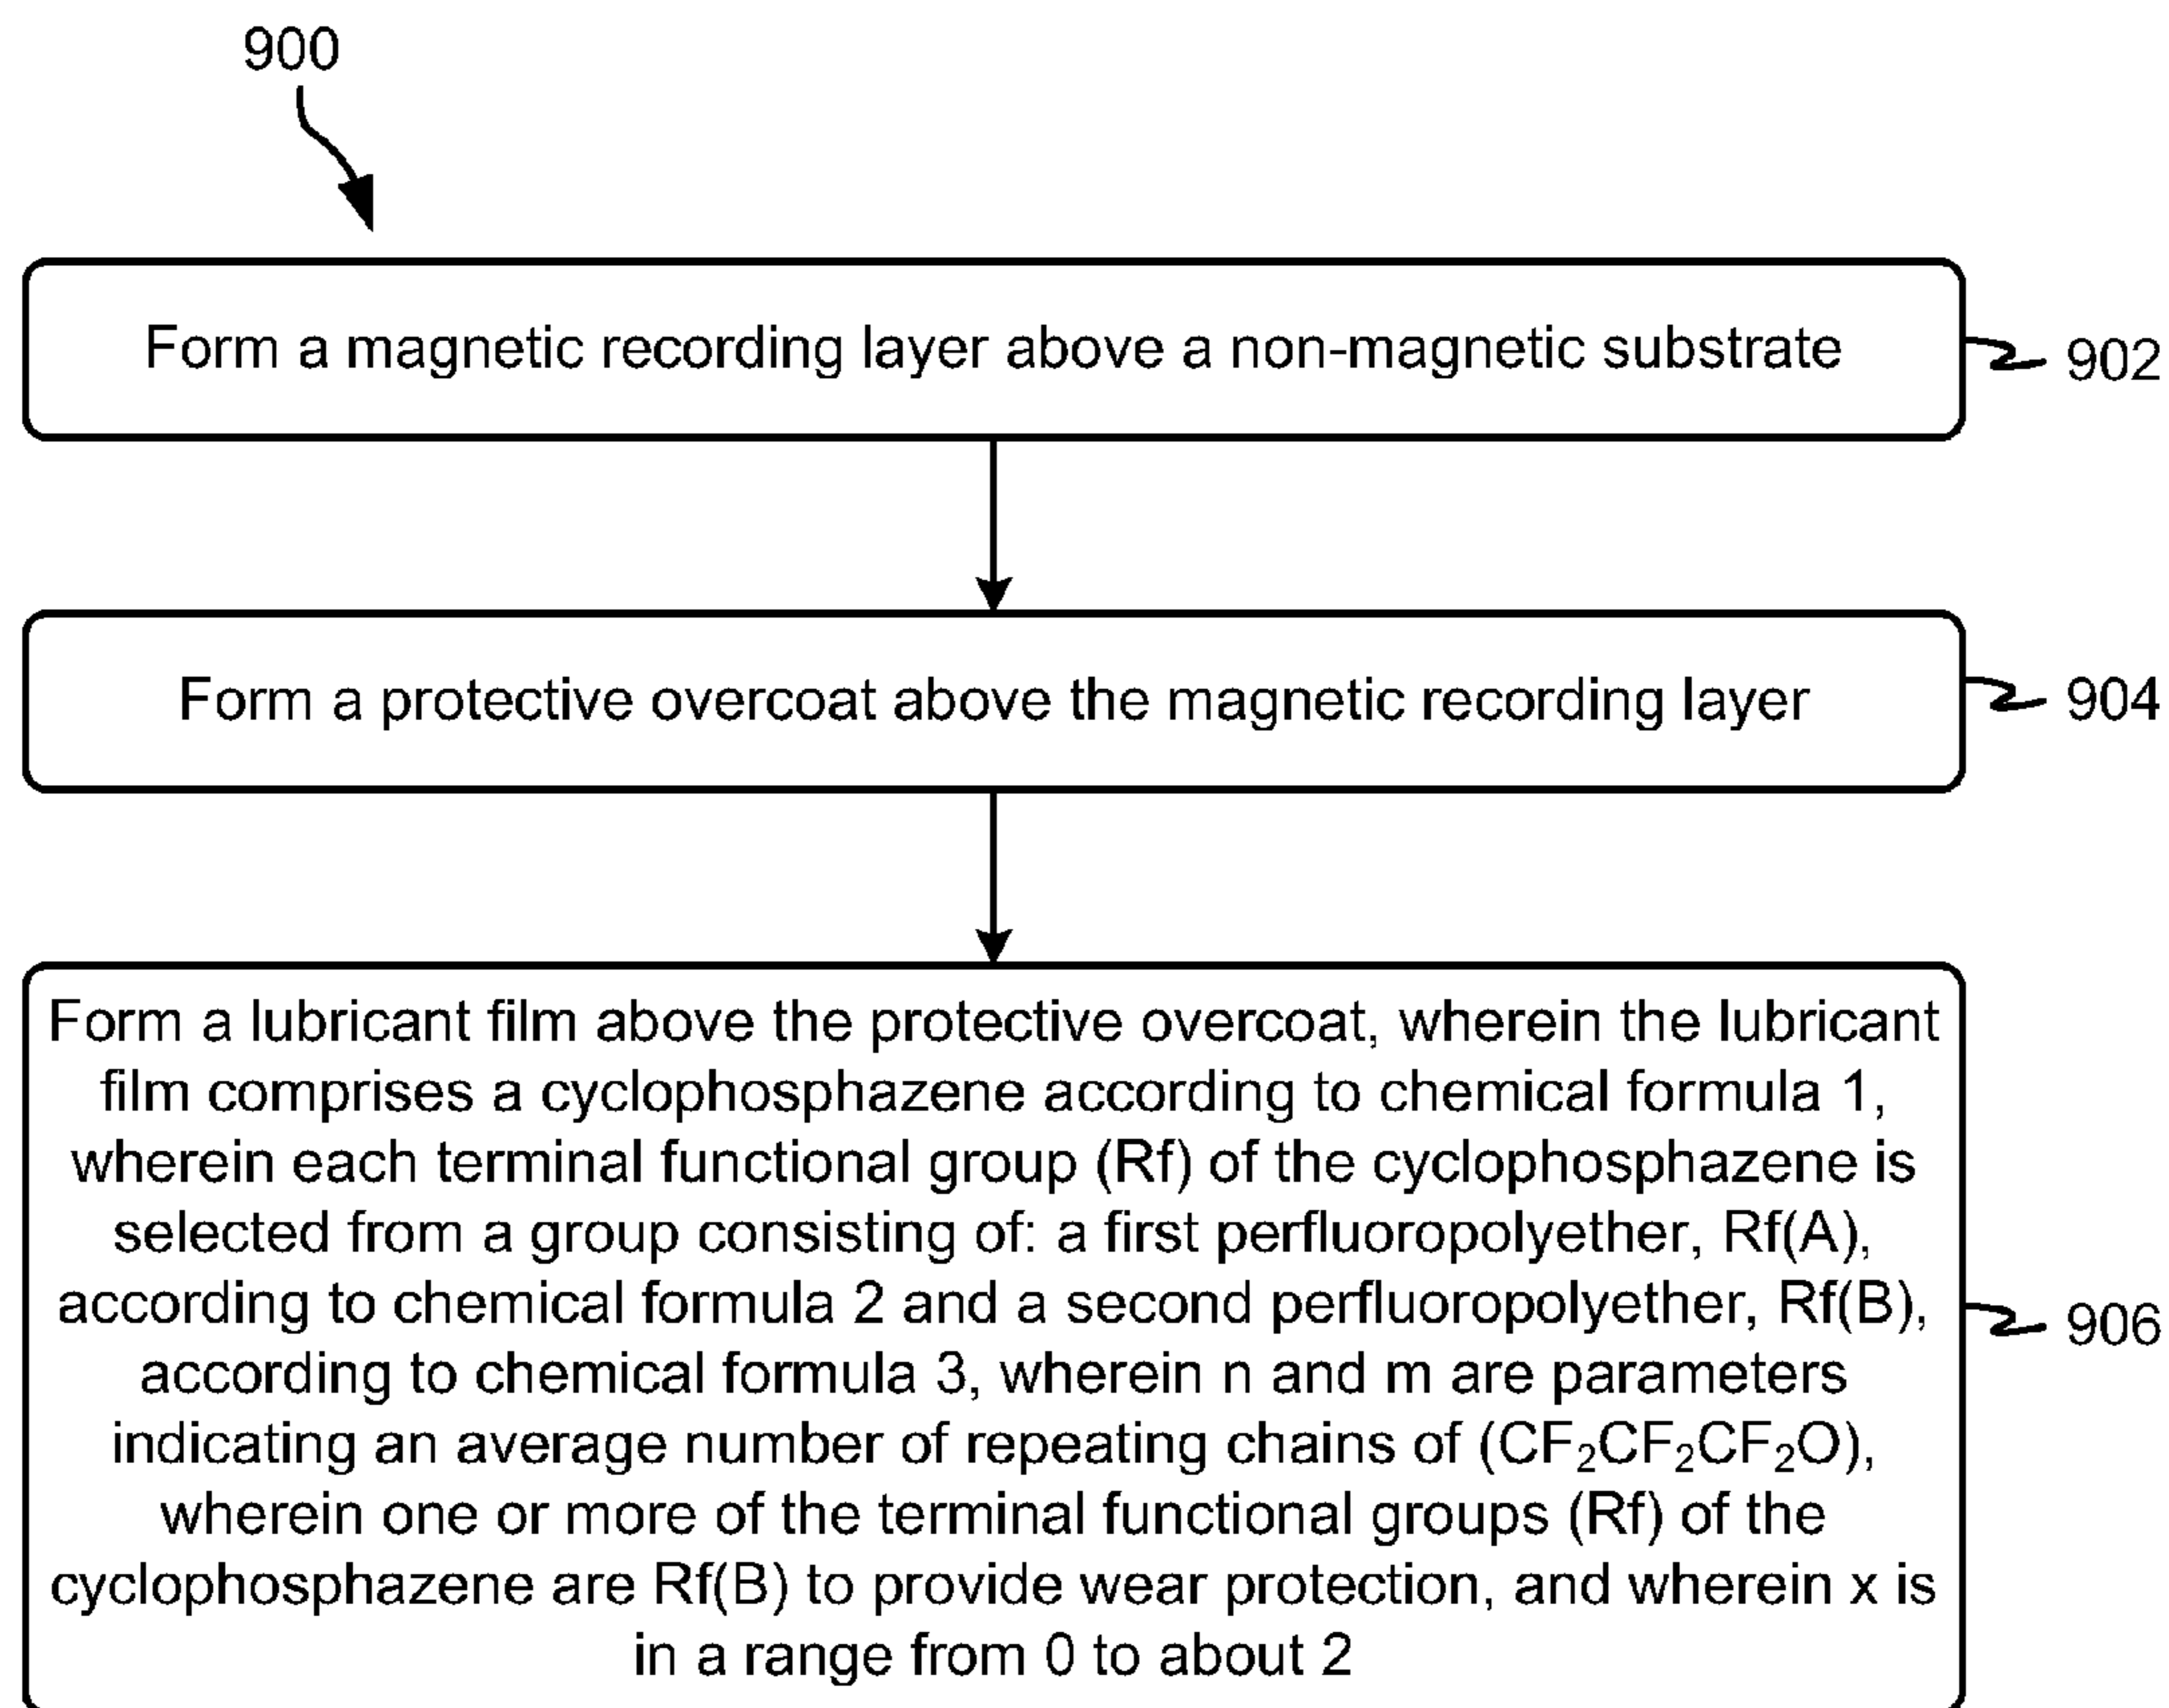 900
Form a magnetic recording layer above a non-magnetic substrate
902
Form a protective overcoat above the magnetic recording layer
904
Form a lubricant film above the protective overcoat, wherein the lubricant
film comprises a cyclophosphazene according to chemical formula 1,
wherein each terminal functional group (Rf) of the cyclophosphazene is
selected from a group consisting of: a first perfluoropolyether, Rf(A),
according to chemical formula 2 and a second perfluoropolyether, Rf(B),
according to chemical formula 3, wherein n and m are parameters
indicating an average number of repeating chains of (CF₂CF₂CF₂O),
wherein one or more of the terminal functional groups (Rf) of the
cyclophosphazene are Rf(B) to provide wear protection, and wherein x is
in a range from 0 to about 2
906